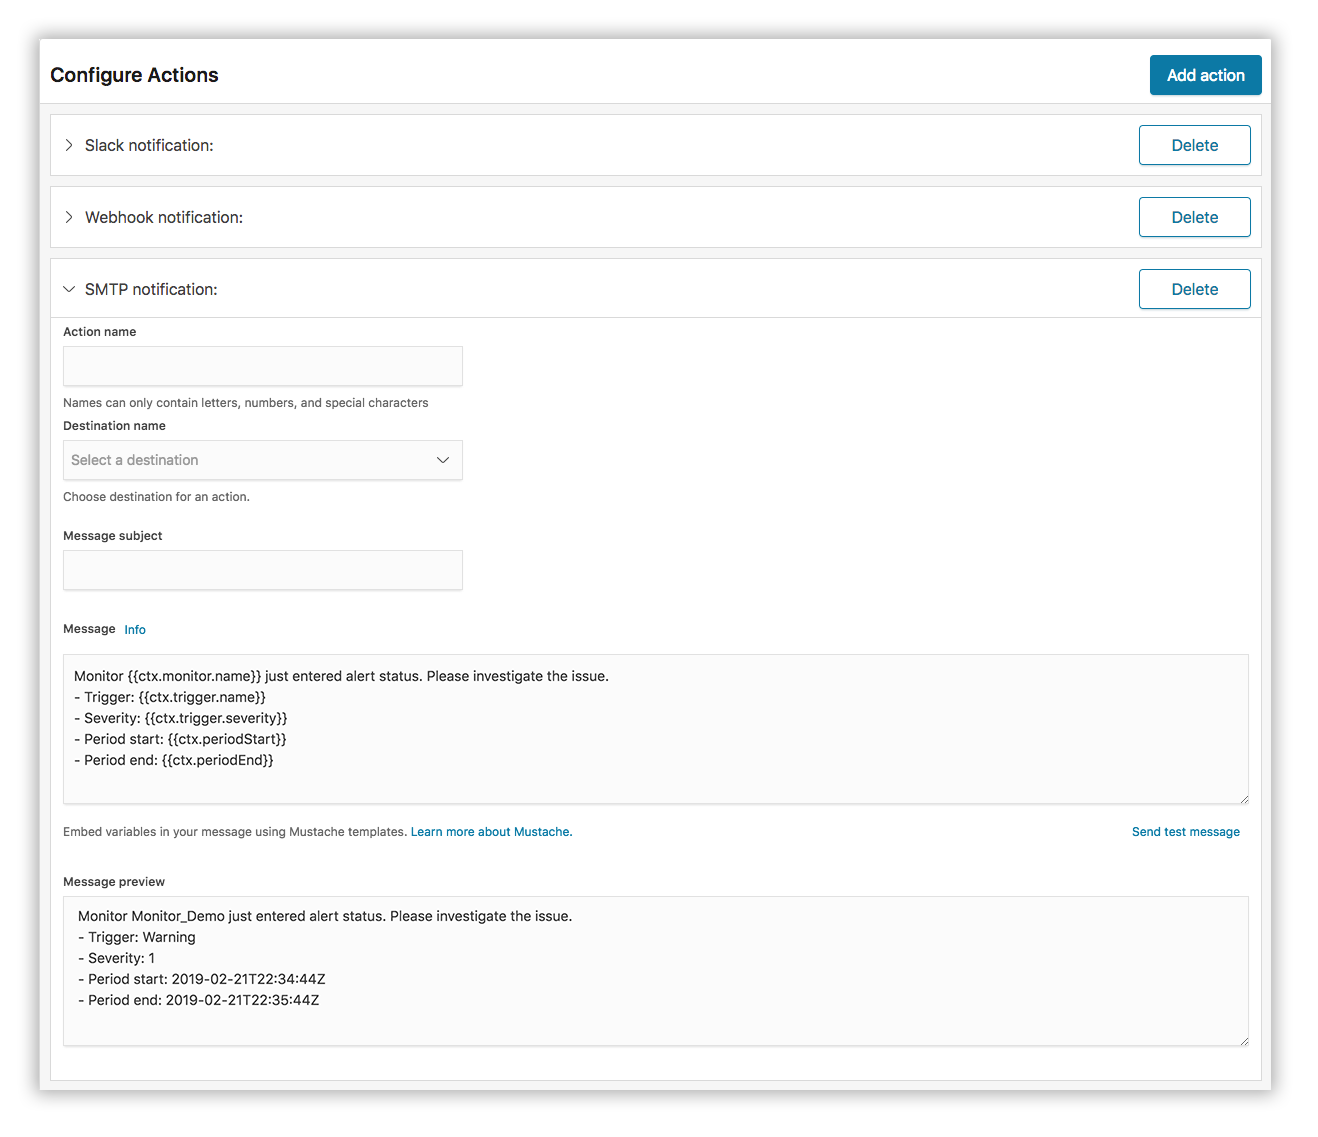 Configure Actions
Add action
Slack notification:
Delete
Webhook notification:
Delete
SMTP notification:
Delete
Action name
Names can only contain letters, numbers, and special characters
Destination name
Select a destination
Choose destination for an action.
Message subject
Message Info
Monitor {{ctx.monitor.name}} just entered alert status. Please investigate the issue.
- Trigger: {{ctx.trigger.name}}
- Severity: {{ctx.trigger.severity}}
- Period start: {{ctx.periodStart}}
- Period end: {{ctx.periodEnd}}
Embed variables in your message using Mustache templates. Learn more about Mustache.
Send test message
Message preview
Monitor Monitor_Demo just entered alert status. Please investigate the issue.
- Trigger: Warning
- Severity: 1
- Period start: 2019-02-21T22:34:44Z
- Period end: 2019-02-21T22:35:44Z